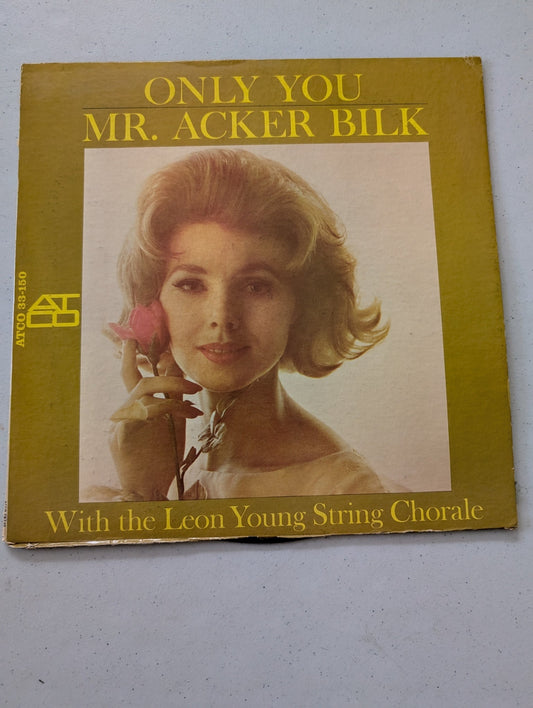 ONLY YOU
MR. ACKER BILK
ATCO 33-150
ATCO
With the Leon Young String Chorale